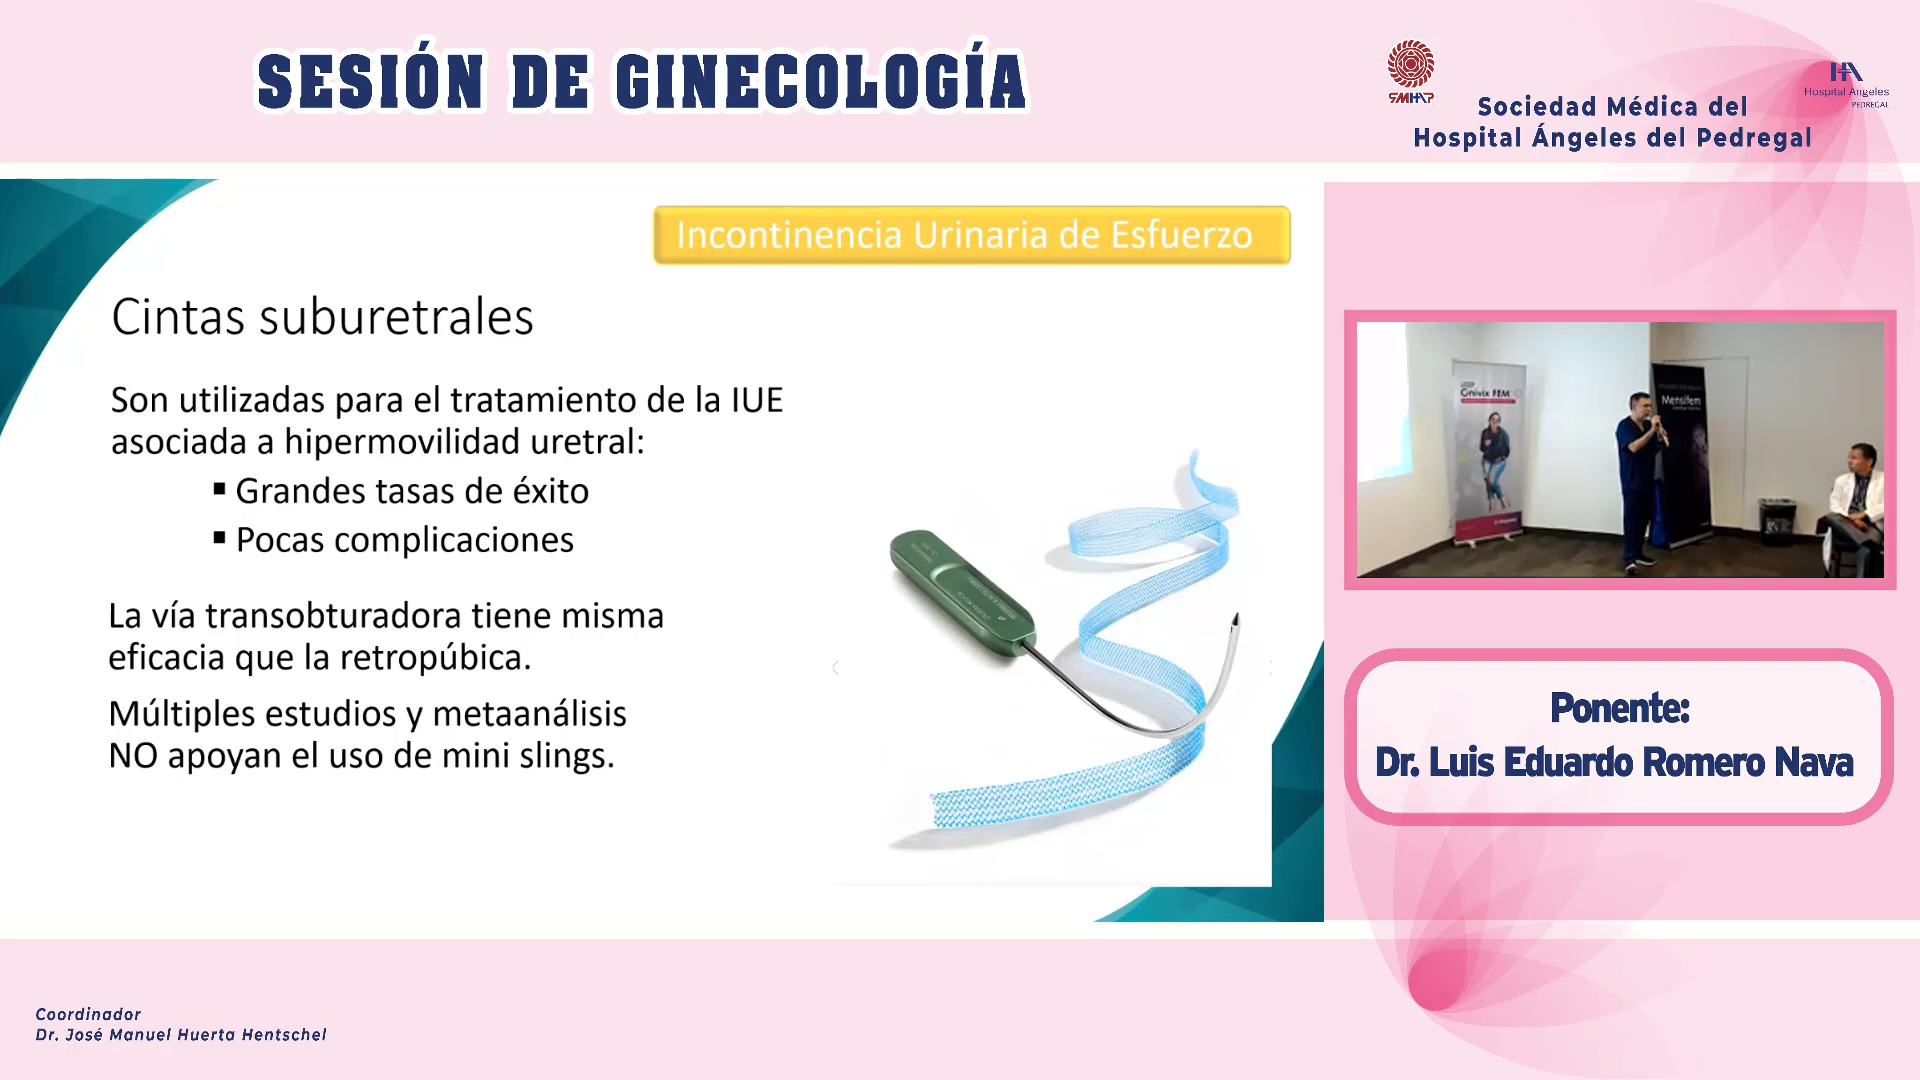 SESIÓN DE GINECOLOGÍA
SMHAP
Sociedad Médica del
Hospital Ángeles del Pedregal
HA
Hospital Angeles
PEDREGAL
Incontinencia Urinaria de Esfuerzo
Cintas suburetrales
Son utilizadas para el tratamiento de la IUE
asociada a hipermovilidad uretral:
▪ Grandes tasas de éxito
▪ Pocas complicaciones
La vía transobturadora tiene misma
eficacia que la retropúbica.
Múltiples estudios y metaanálisis
NO apoyan el uso de mini slings.
Onivix FEM
Mensifem
Ponente:
Dr. Luis Eduardo Romero Nava
Coordinador
Dr. José Manuel Huerta Hentschel